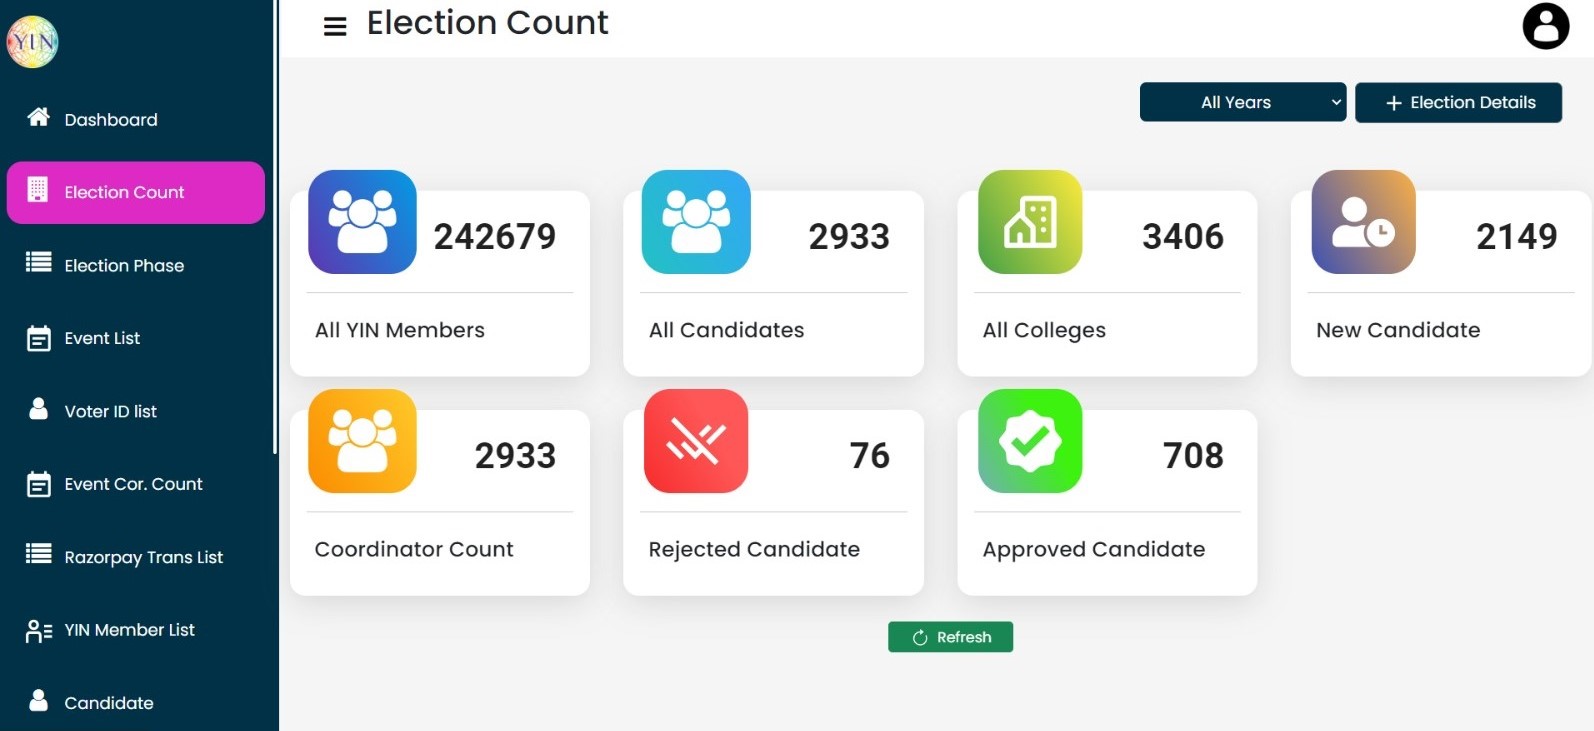 YIN
Election Count
All Years
+ Election Details
Dashboard
Election Count
Election Phase
Event List
Voter ID list
Event Cor. Count
Razorpay Trans List
YIN Member List
Candidate
242679
All YIN Members
2933
All Candidates
3406
All Colleges
2149
New Candidate
2933
Coordinator Count
76
Rejected Candidate
708
Approved Candidate
Refresh